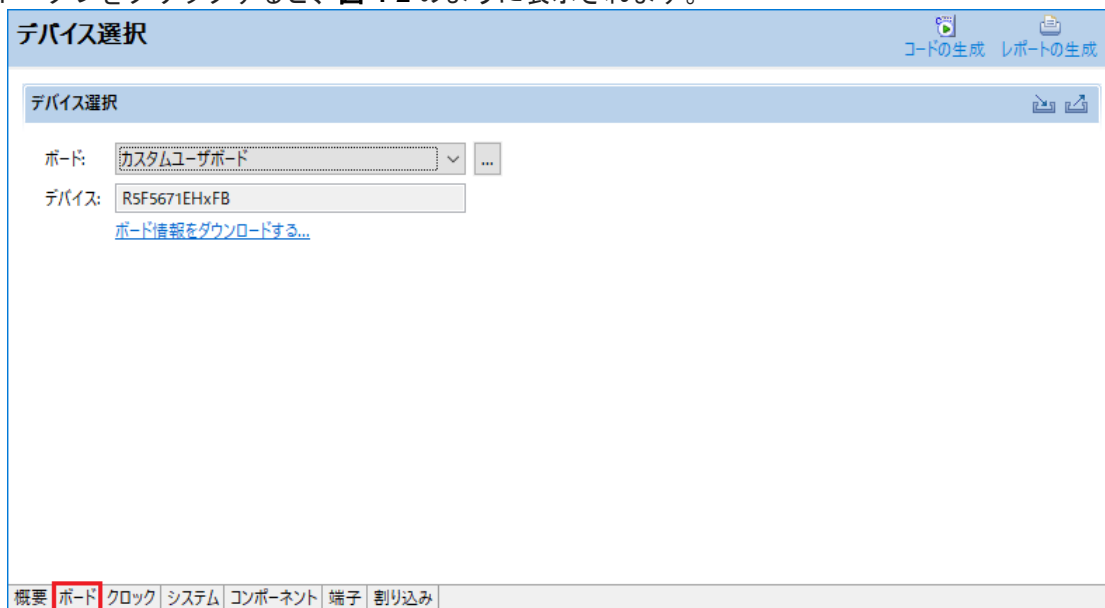 デバイス選択
コードの生成 レポートの生成
デバイス選択
ボード: カスタムユーザボード ...
デバイス: R5F5671EHxFB
ボード情報をダウンロードする...
概要 ボード クロック システム コンポーネント 端子 割り込み